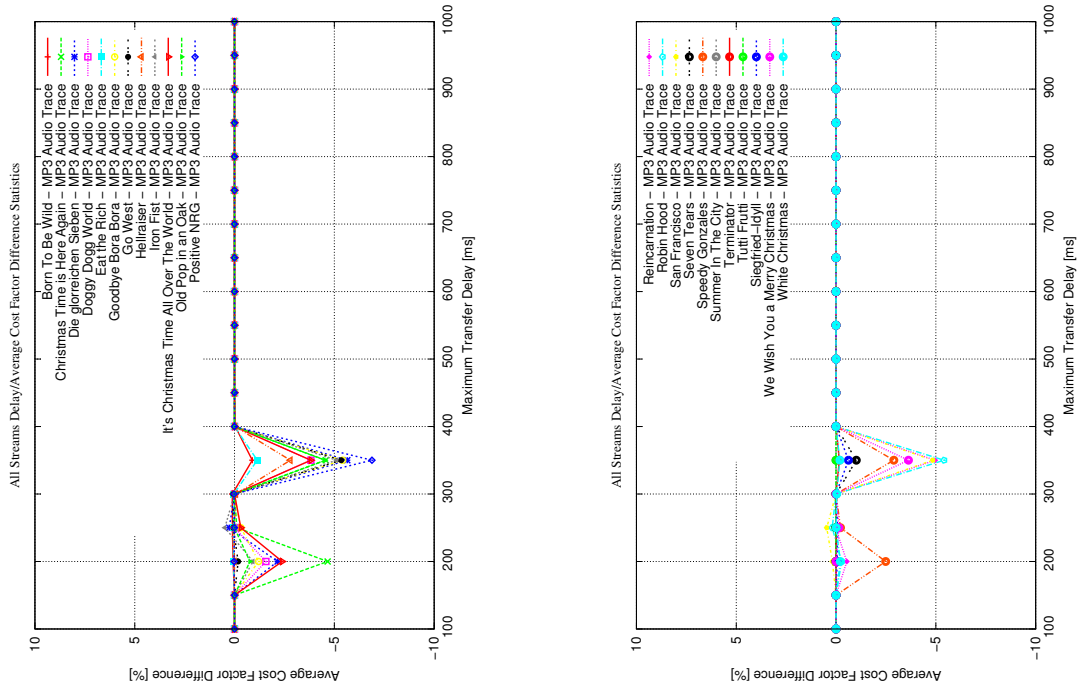 All Streams Delay/Average Cost Factor Difference Statistics
Average Cost Factor Difference [%]
10
5
0
−5
−10
Born To Be Wild − MP3 Audio Trace
Christmas Time is Here Again − MP3 Audio Trace
Die glorreichen Sieben − MP3 Audio Trace
Doggy Dogg World − MP3 Audio Trace
Eat the Rich − MP3 Audio Trace
Goodbye Bora Bora − MP3 Audio Trace
Go West − MP3 Audio Trace
Hellraiser − MP3 Audio Trace
Iron Fist − MP3 Audio Trace
It's Christmas Time All Over The World − MP3 Audio Trace
Old Pop in an Oak − MP3 Audio Trace
Positive NRG − MP3 Audio Trace
100 200 300 400 500 600 700 800 900 1000
Maximum Transfer Delay [ms]
All Streams Delay/Average Cost Factor Difference Statistics
Average Cost Factor Difference [%]
10
5
0
−5
−10
Reincarnation − MP3 Audio Trace
Robin Hood − MP3 Audio Trace
San Francisco − MP3 Audio Trace
Seven Tears − MP3 Audio Trace
Speedy Gonzales − MP3 Audio Trace
Summer In The City − MP3 Audio Trace
Terminator − MP3 Audio Trace
Tutti Frutti − MP3 Audio Trace
Siegfried−Idyll − MP3 Audio Trace
We Wish You a Merry Christmas − MP3 Audio Trace
White Christmas − MP3 Audio Trace
100 200 300 400 500 600 700 800 900 1000
Maximum Transfer Delay [ms]